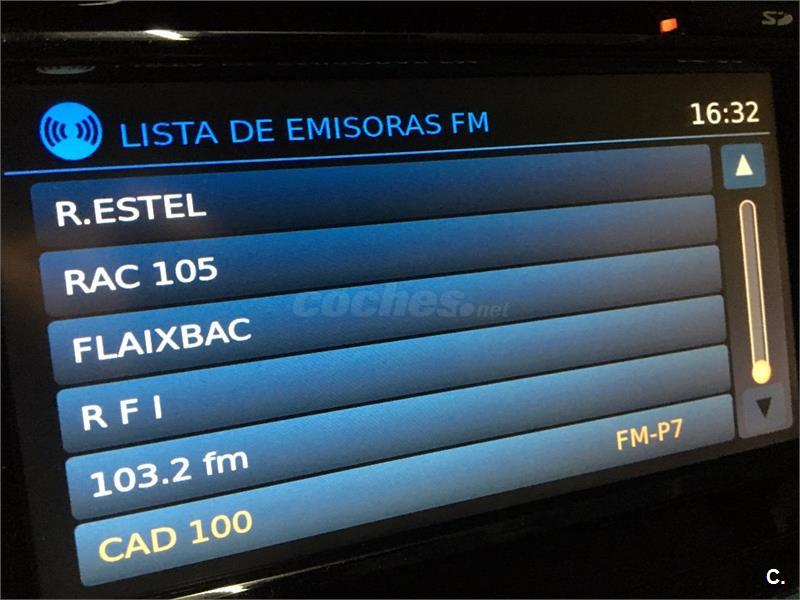 SD
LISTA DE EMISORAS FM
16:32
R.ESTEL
RAC 105
coches.net
FLAIXBAC
R F I
103.2 fm
FM-P7
CAD 100
C.